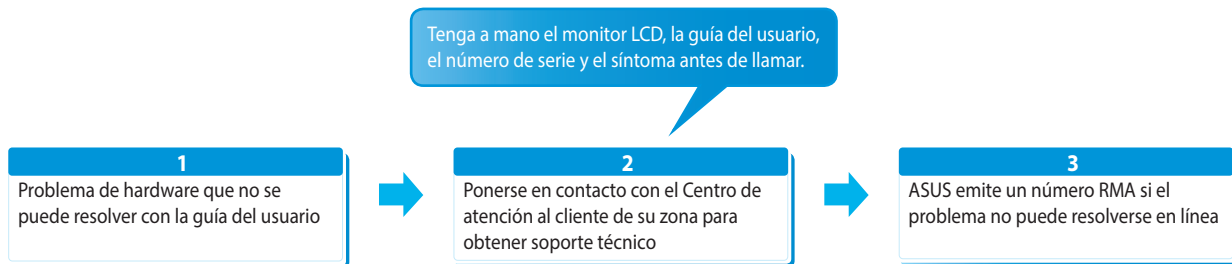 Tenga a mano el monitor LCD, la guía del usuario,
el número de serie y el síntoma antes de llamar.
1
Problema de hardware que no se
puede resolver con la guía del usuario
2
Ponerse en contacto con el Centro de
atención al cliente de su zona para
obtener soporte técnico
3
ASUS emite un número RMA si el
problema no puede resolverse en línea